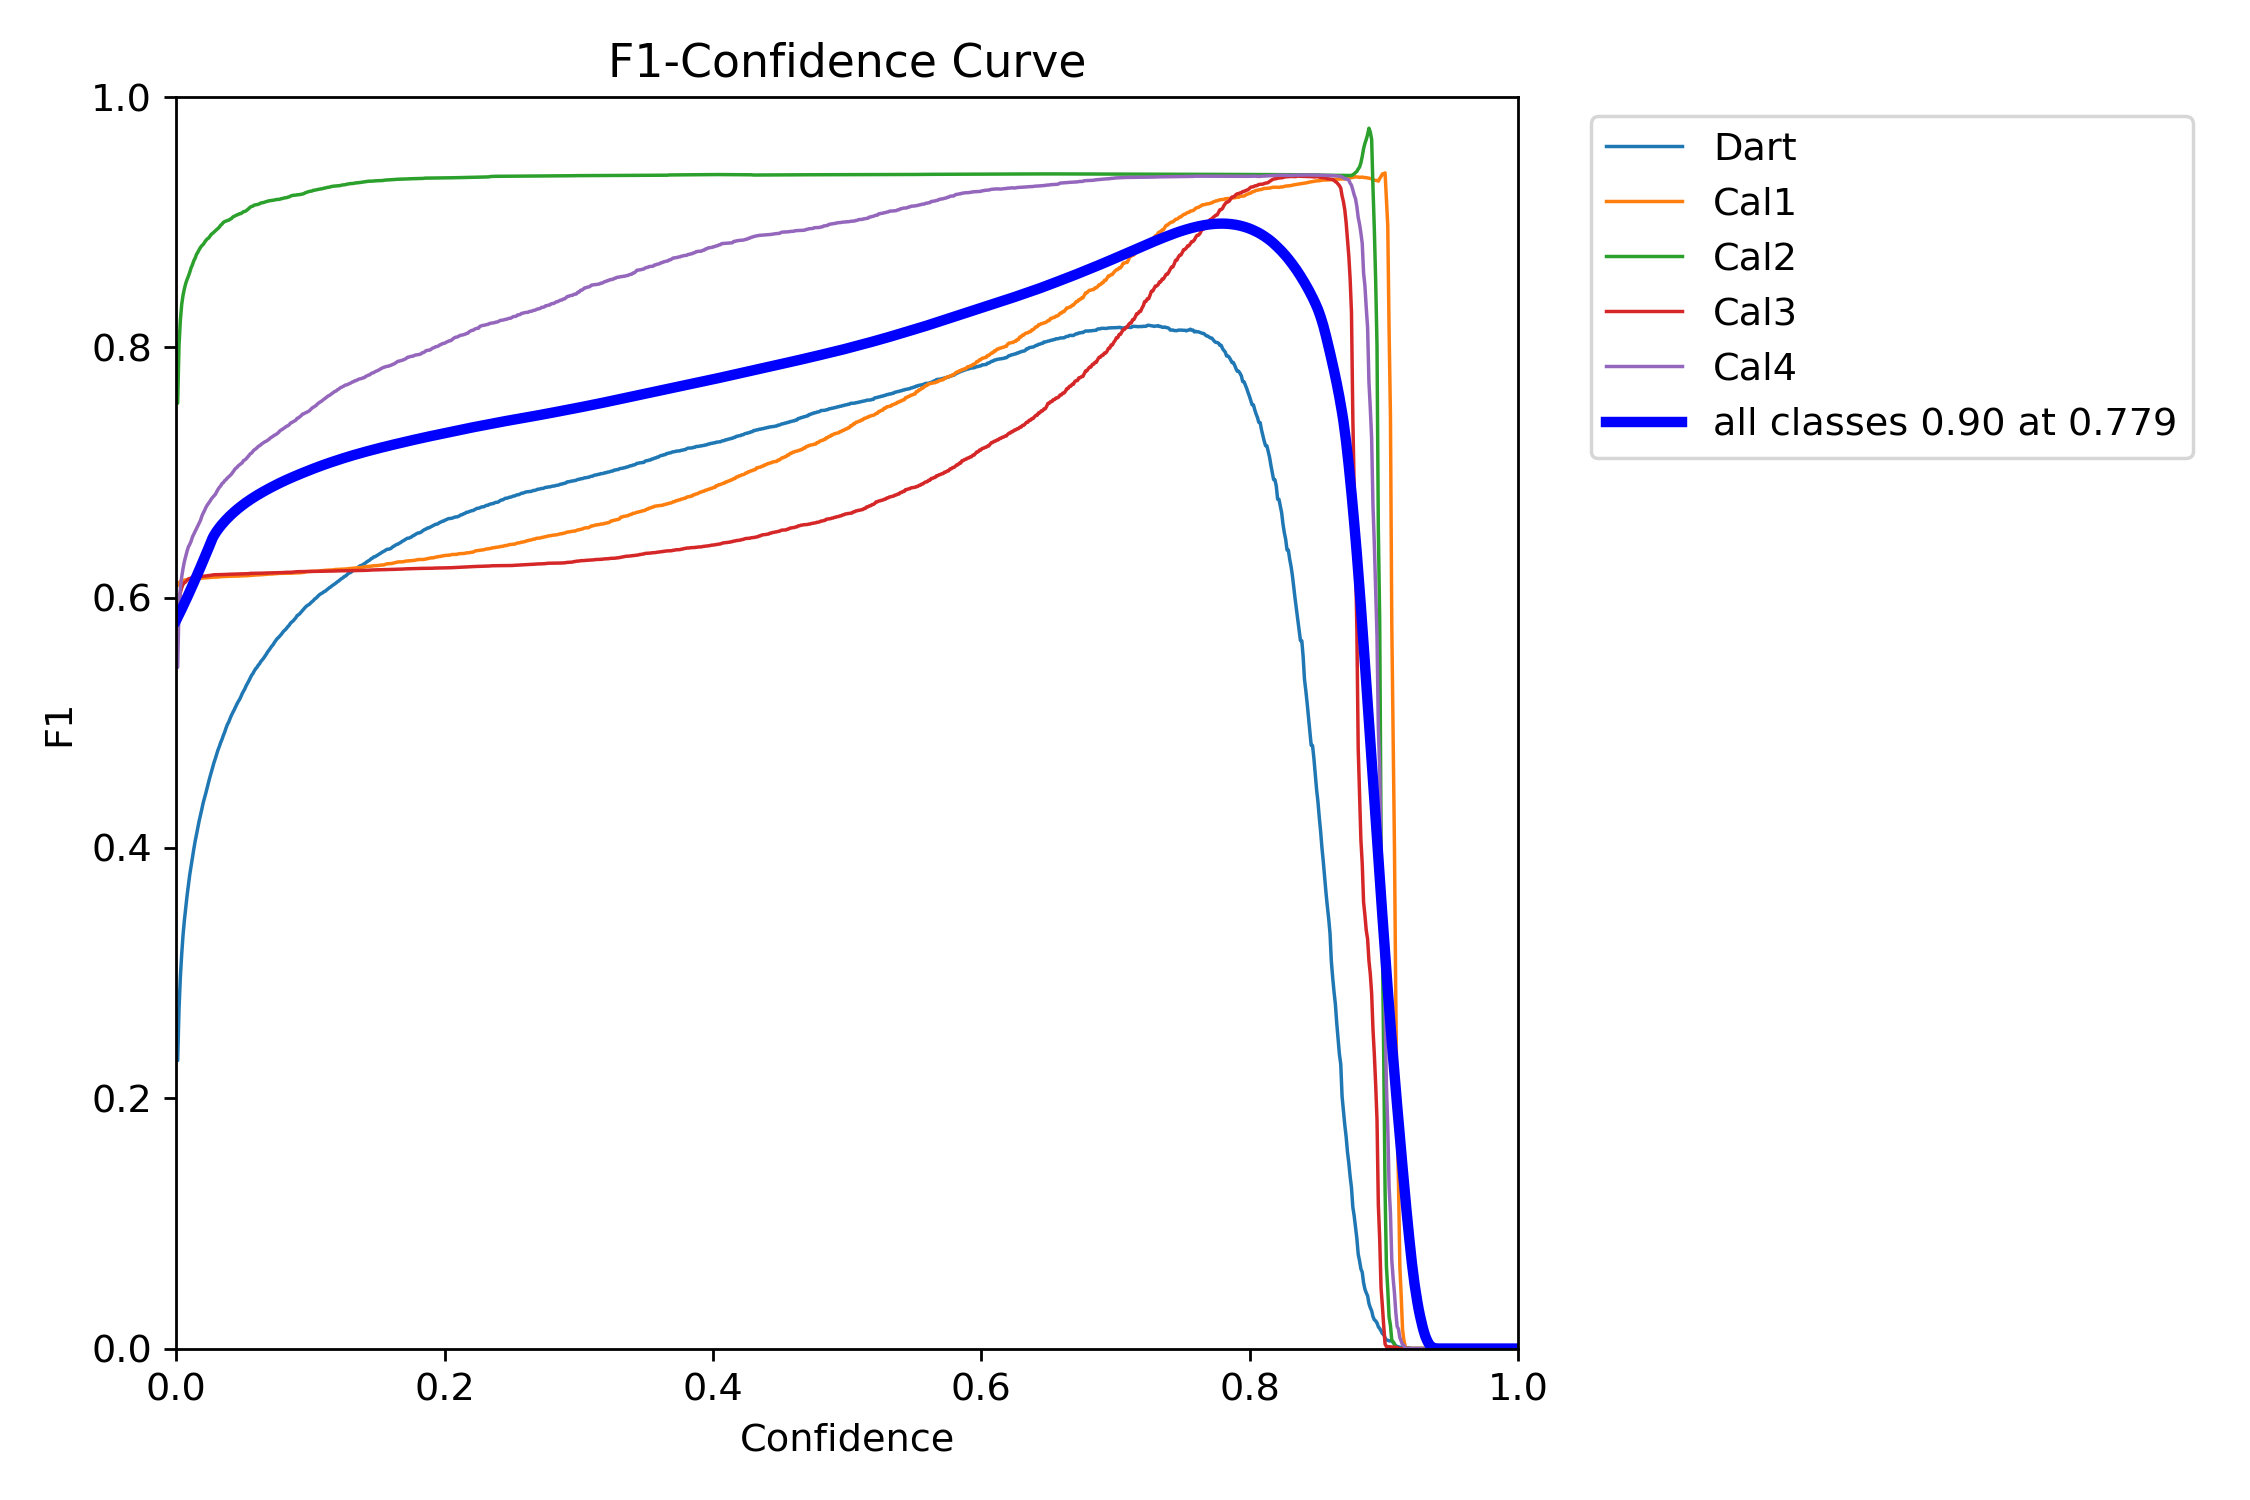 F1-Confidence Curve
1.0
0.8
0.6
0.4
0.2
0.0
F1
0.0 0.2 0.4 0.6 0.8 1.0
Confidence
Dart
Cal1
Cal2
Cal3
Cal4
all classes 0.90 at 0.779